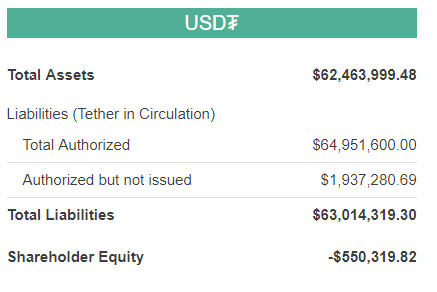 USD₮
Total Assets $62,463,999.48
Liabilities (Tether in Circulation)
Total Authorized $64,951,600.00
Authorized but not issued $1,937,280.69
Total Liabilities $63,014,319.30
Shareholder Equity -$550,319.82